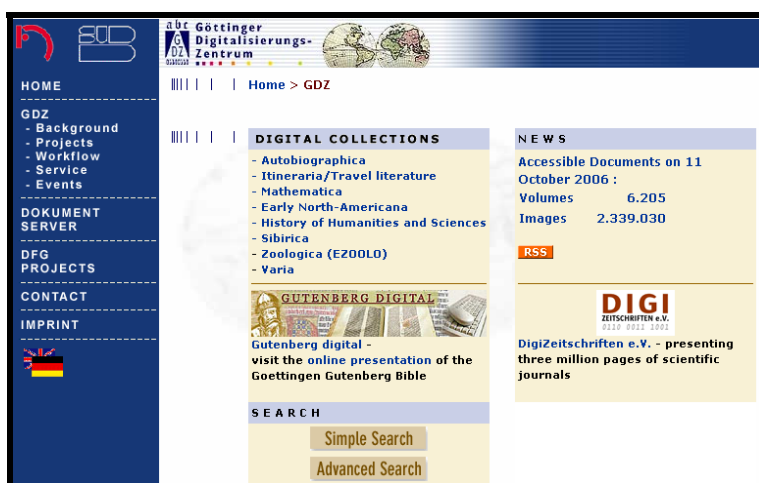 abc Göttinger
G Digitalisierungs-
DZ Zentrum
HOME
GDZ
- Background
- Projects
- Workflow
- Service
- Events
DOKUMENT
SERVER
DFG
PROJECTS
CONTACT
IMPRINT
Home > GDZ
DIGITAL COLLECTIONS
- Autobiographica
- Itineraria/Travel literature
- Mathematica
- Early North-Americana
- History of Humanities and Sciences
- Sibirica
- Zoologica (EZOOLO)
- Varia
GUTENBERG DIGITAL
Gutenberg digital -
visit the online presentation of the
Goettingen Gutenberg Bible
SEARCH
Simple Search
Advanced Search
NEWS
Accessible Documents on 11
October 2006 :
Volumes 6.205
Images 2.339.030
RSS
DIGI
ZEITSCHRIFTEN e.V.
0110 0012 1001
DigiZeitschriften e.V. - presenting
three million pages of scientific
journals